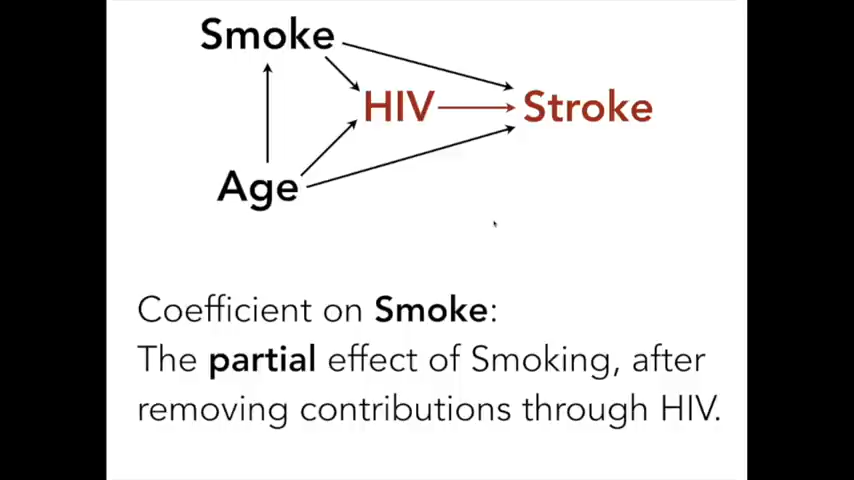 Smoke
HIV Stroke
Age
Coefficient on Smoke:
The partial effect of Smoking, after
removing contributions through HIV.